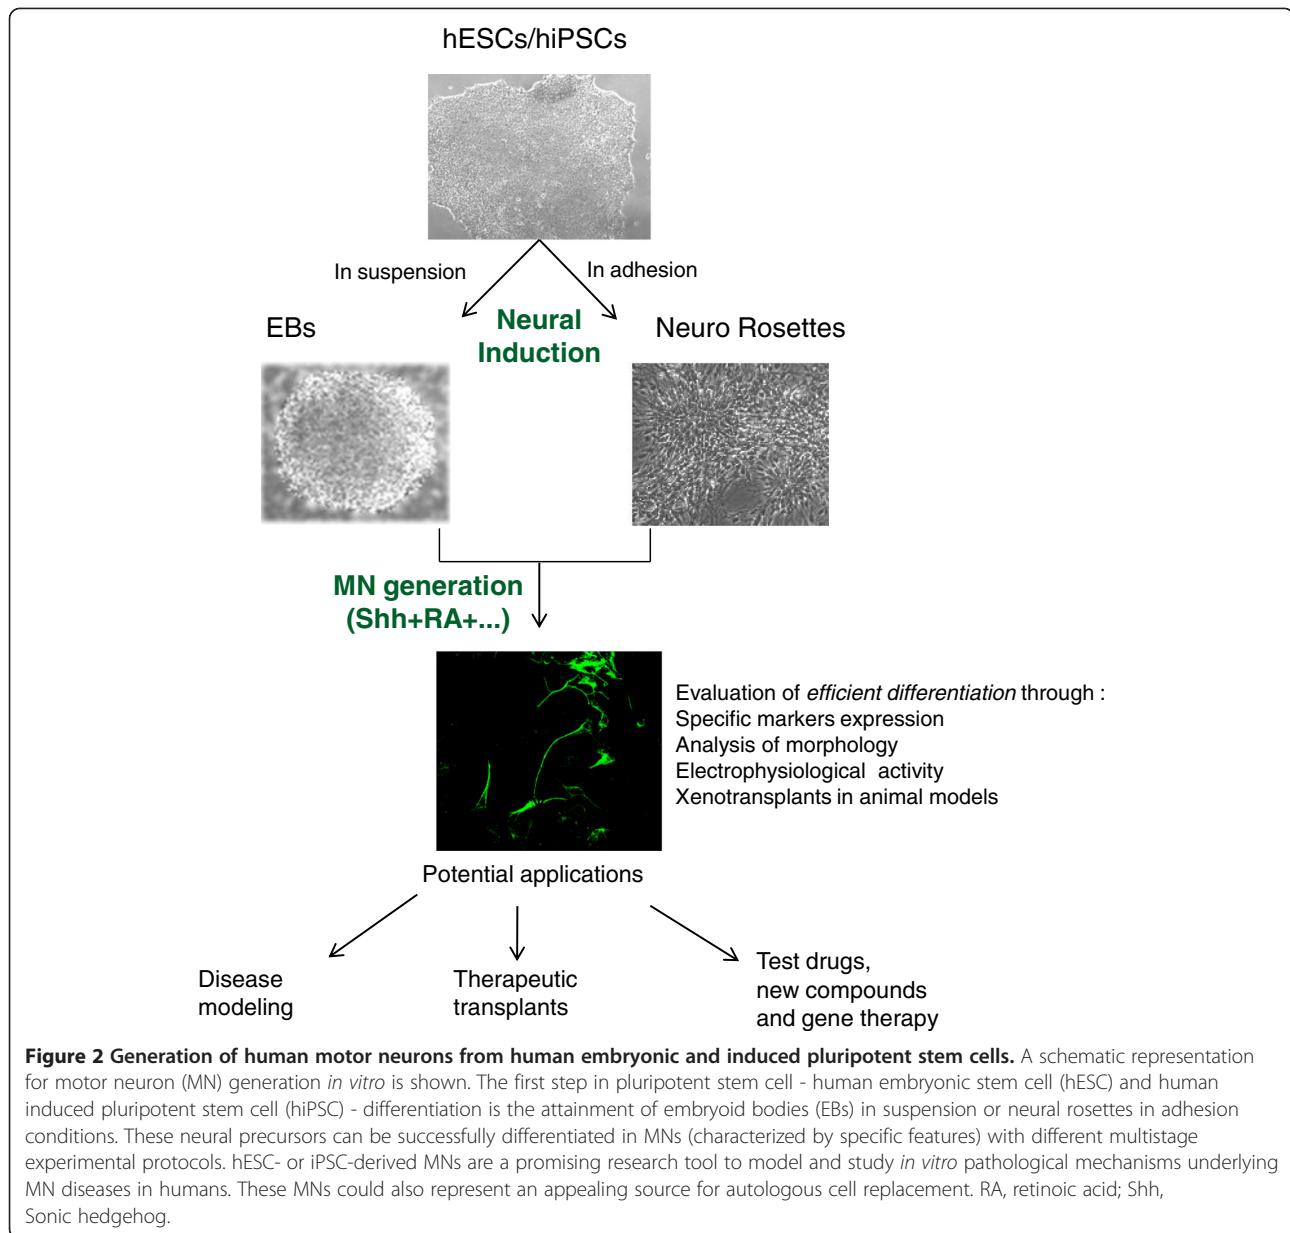 hESCs/hiPSCs
In suspension
In adhesion
EBs
Neural
Induction
Neuro Rosettes
MN generation
(Shh+RA+...)
Evaluation of efficient differentiation through :
Specific markers expression
Analysis of morphology
Electrophysiological activity
Xenotransplants in animal models
Potential applications
Disease
modeling
Therapeutic
transplants
Test drugs,
new compounds
and gene therapy
Figure 2 Generation of human motor neurons from human embryonic and induced pluripotent stem cells. A schematic representation
for motor neuron (MN) generation in vitro is shown. The first step in pluripotent stem cell - human embryonic stem cell (hESC) and human
induced pluripotent stem cell (hiPSC) - differentiation is the attainment of embryoid bodies (EBs) in suspension or neural rosettes in adhesion
conditions. These neural precursors can be successfully differentiated in MNs (characterized by specific features) with different multistage
experimental protocols. hESC- or iPSC-derived MNs are a promising research tool to model and study in vitro pathological mechanisms underlying
MN diseases in humans. These MNs could also represent an appealing source for autologous cell replacement. RA, retinoic acid; Shh,
Sonic hedgehog.